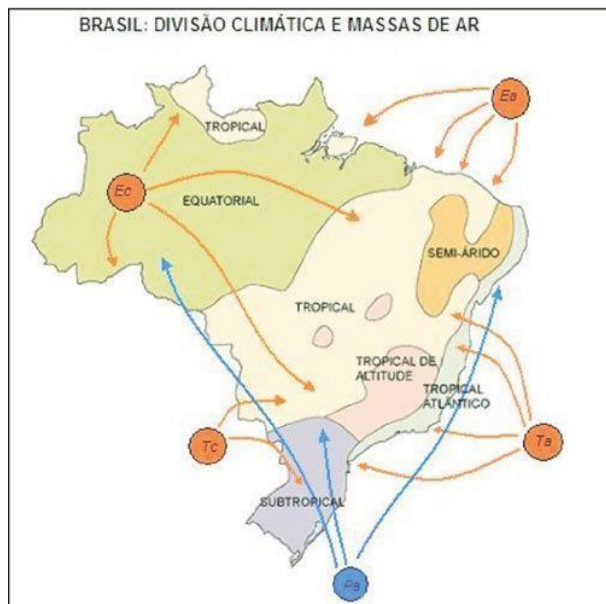 BRASIL: DIVISÃO CLIMÁTICA E MASSAS DE AR
Ea
TROPICAL
Ec
EQUATORIAL
SEMI-ÁRIDO
TROPICAL
TROPICAL DE
ALTITUDE
TROPICAL
ATLÂNTICO
Tc
Ta
SUBTROPICAL
Pa